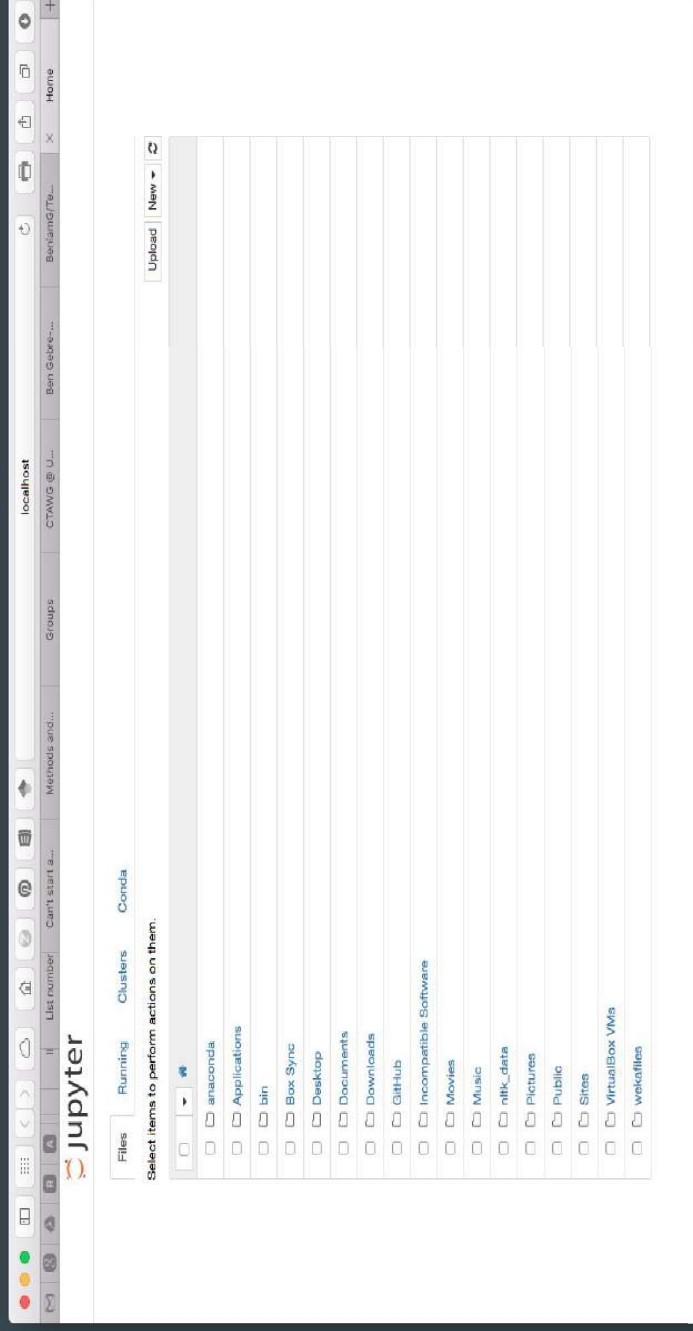 localhost
List number
Can't start a...
Methods and...
Groups
CTAWG @ U...
Ben Gebre-...
BeniamG/Te...
Home
+
jupyter
Files Running Clusters Conda
Select items to perform actions on them.
Upload New
anaconda
Applications
bin
Box Sync
Desktop
Documents
Downloads
GitHub
Incompatible Software
Movies
Music
nltk_data
Pictures
Public
Sites
VirtualBox VMs
wekafiles